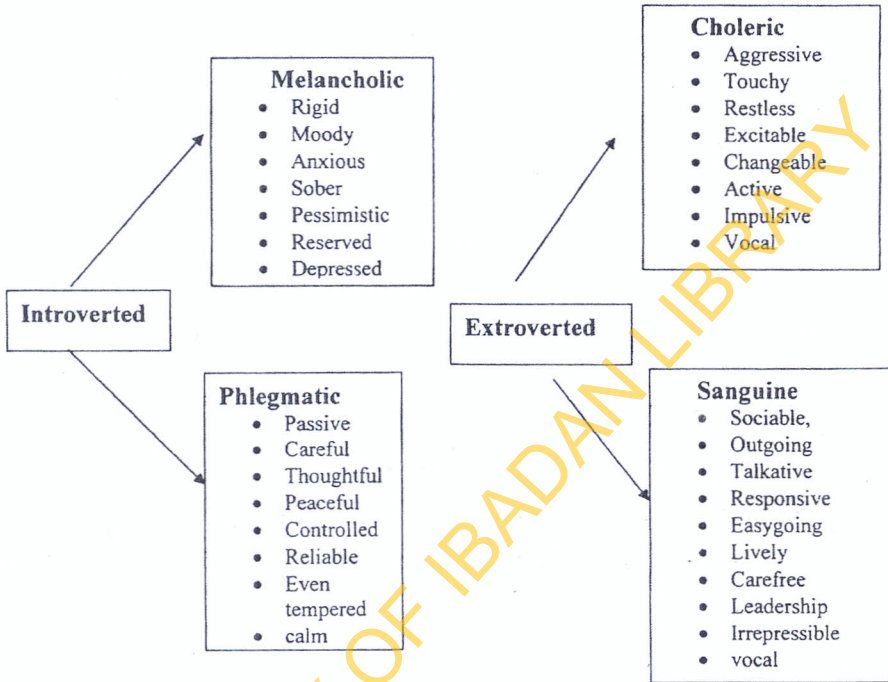 Introverted
Melancholic
• Rigid
• Moody
• Anxious
• Sober
• Pessimistic
• Reserved
• Depressed
Phlegmatic
• Passive
• Careful
• Thoughtful
• Peaceful
• Controlled
• Reliable
• Even
tempered
• calm
Extroverted
Choleric
• Aggressive
• Touchy
• Restless
• Excitable
• Changeable
• Active
• Impulsive
• Vocal
Sanguine
• Sociable,
• Outgoing
• Talkative
• Responsive
• Easygoing
• Lively
• Carefree
• Leadership
• Irrepressible
• vocal
OF IBADAN LIBRARY